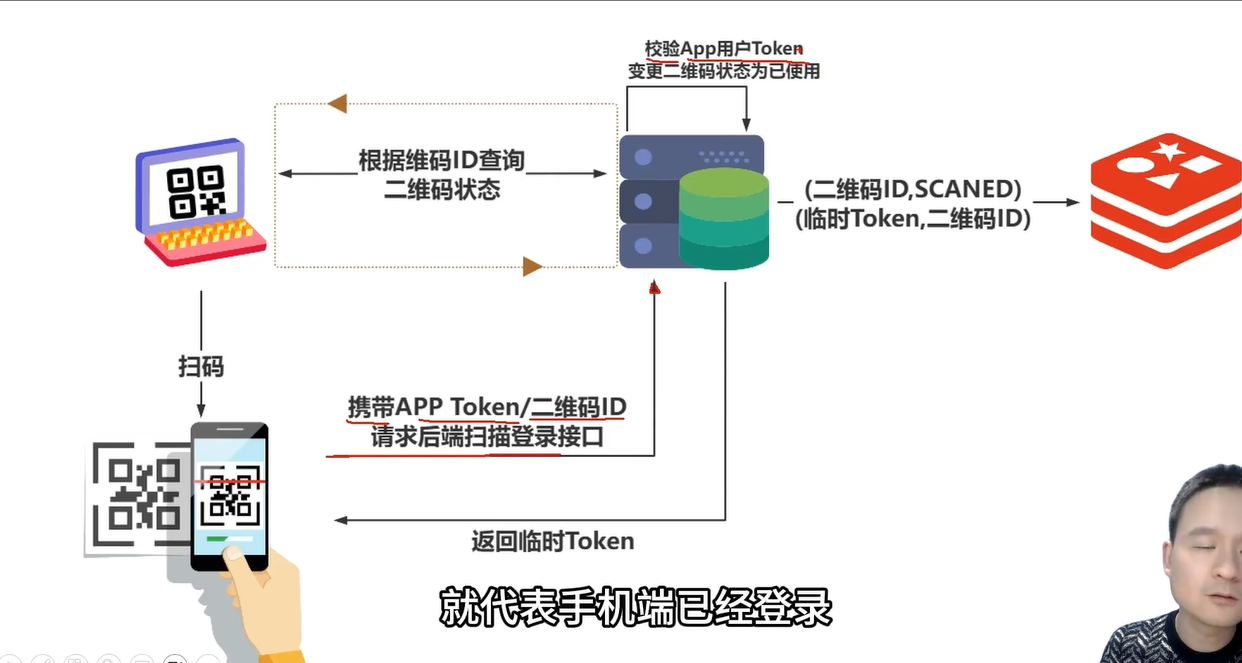 校验App用户Token
变更二维码状态为已使用
根据维码ID查询
二维码状态
(二维码ID,SCANED)
(临时Token,二维码ID)
扫码
携带APP Token/二维码ID
请求后端扫描登录接口
返回临时Token
就代表手机端已经登录